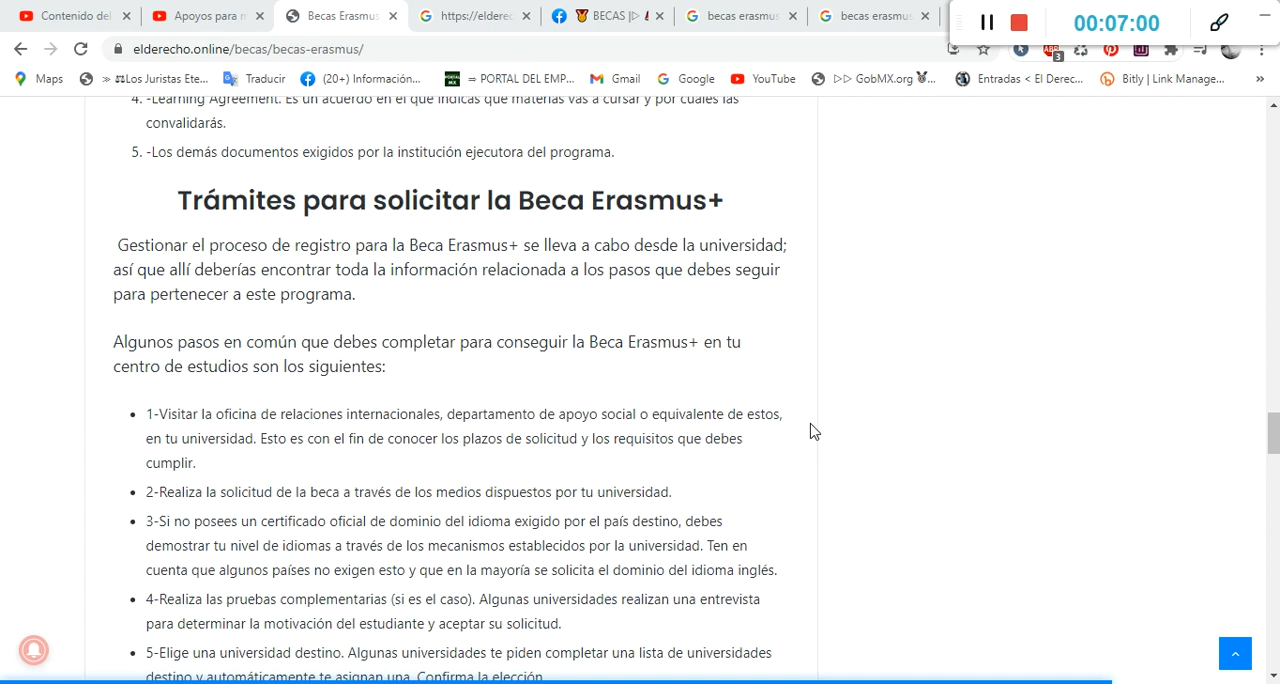 Contenido del
Apoyos para m
Becas Erasmus
https://elderec
🏅 BECAS ||▷
becas erasmus
becas erasmus
00:07:00
elderecho.online/becas/becas-erasmus/
Maps
» ⚖Los Juristas Ete...
Traducir
(20+) Información...
⇒ PORTAL DEL EMP...
Gmail
Google
YouTube
▷▷ GobMX.org
Entradas < El Derec...
Bitly | Link Manage...
»
ABP
3
4. -Learning Agreement. Es un acuerdo en el que indicas que materias vas a cursar y por cuales las
convalidarás.
5. -Los demás documentos exigidos por la institución ejecutora del programa.
Trámites para solicitar la Beca Erasmus+
Gestionar el proceso de registro para la Beca Erasmus+ se lleva a cabo desde la universidad;
así que allí deberías encontrar toda la información relacionada a los pasos que debes seguir
para pertenecer a este programa.
Algunos pasos en común que debes completar para conseguir la Beca Erasmus+ en tu
centro de estudios son los siguientes:
• 1-Visitar la oficina de relaciones internacionales, departamento de apoyo social o equivalente de estos,
en tu universidad. Esto es con el fin de conocer los plazos de solicitud y los requisitos que debes
cumplir.
• 2-Realiza la solicitud de la beca a través de los medios dispuestos por tu universidad.
• 3-Si no posees un certificado oficial de dominio del idioma exigido por el país destino, debes
demostrar tu nivel de idiomas a través de los mecanismos establecidos por la universidad. Ten en
cuenta que algunos países no exigen esto y que en la mayoría se solicita el dominio del idioma inglés.
• 4-Realiza las pruebas complementarias (si es el caso). Algunas universidades realizan una entrevista
para determinar la motivación del estudiante y aceptar su solicitud.
• 5-Elige una universidad destino. Algunas universidades te piden completar una lista de universidades
destino y automáticamente te asignan una. Confirma la elección